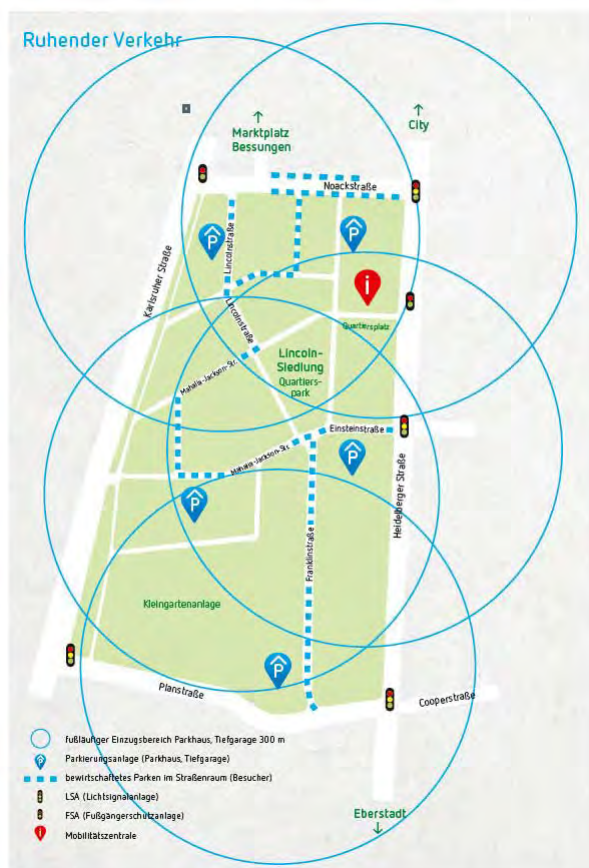 Ruhender Verkehr
↑
Marktplatz
Bessungen
↑
City
Noackstraße
P
P
Lincolnstraße
Karlsruher Straße
i
Lincolnstraße
Quartiersplatz
Lincoln-
Siedlung
Quartiers-
park
Mahalia-Jackson-Str.
Einsteinstraße
Mahalia-Jackson-Str.
P
Heidelberger Straße
P
Franklinstraße
Kleingartenanlage
P
Planstraße
Cooperstraße
fußläufiger Einzugsbereich Parkhaus, Tiefgarage 300 m
P Parkierungsanlage (Parkhaus, Tiefgarage)
bewirtschaftetes Parken im Straßenraum (Besucher)
LSA (Lichtsignalanlage)
FSA (Fußgängerschutzanlage)
i Mobilitätszentrale
Eberstadt
↓